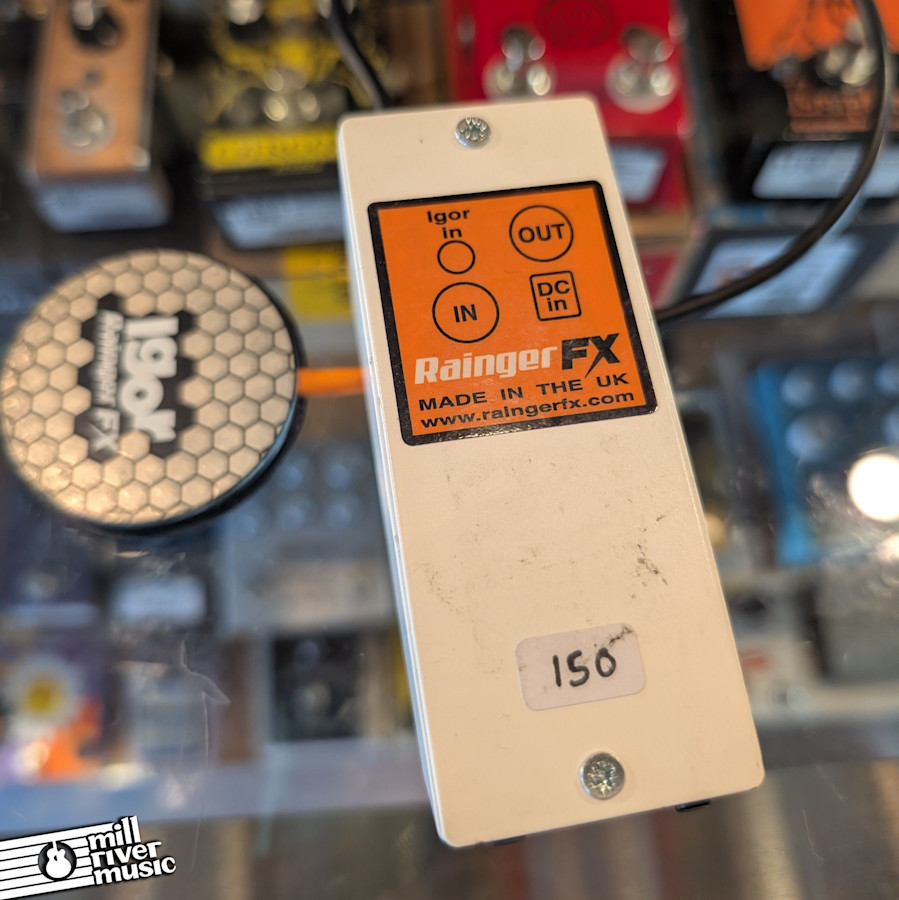 Igor
in
OUT
IN
DC
in
Rainger FX
MADE IN THE UK
www.raingerfx.com
Igor
Rainger FX
150
mill
river
music